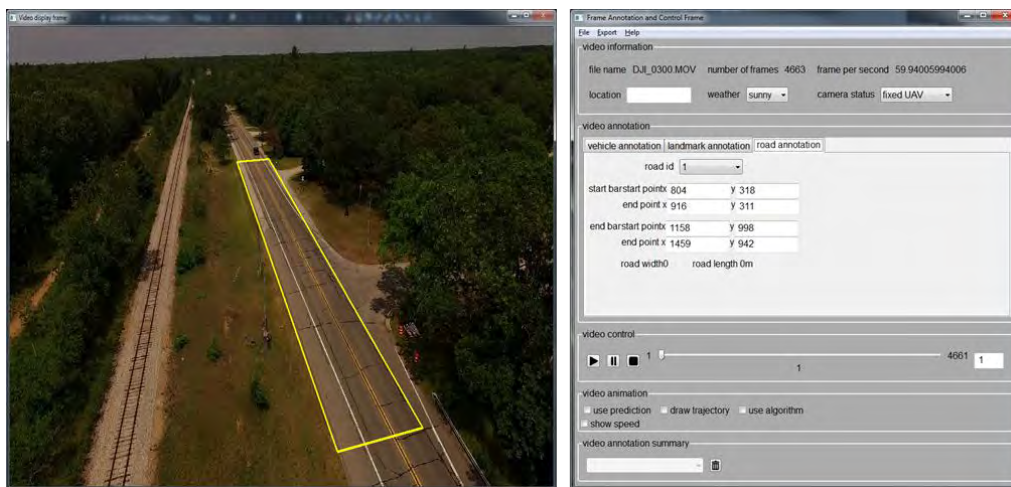 Video display frame
Frame Annotation and Control Frame
File Export Help
video information
file name DJI_0300.MOV number of frames 4663 frame per second 59.94005994006
location weather sunny camera status fixed UAV
video annotation
vehicle annotation landmark annotation road annotation
road id 1
start barstart pointx 804 y 318
end point x 916 y 311
end barstart pointx 1158 y 998
end point x 1459 y 942
road width0 road length 0m
video control
1 4661 1
1
video animation
use prediction draw trajectory use algorithm
show speed
video annotation summary